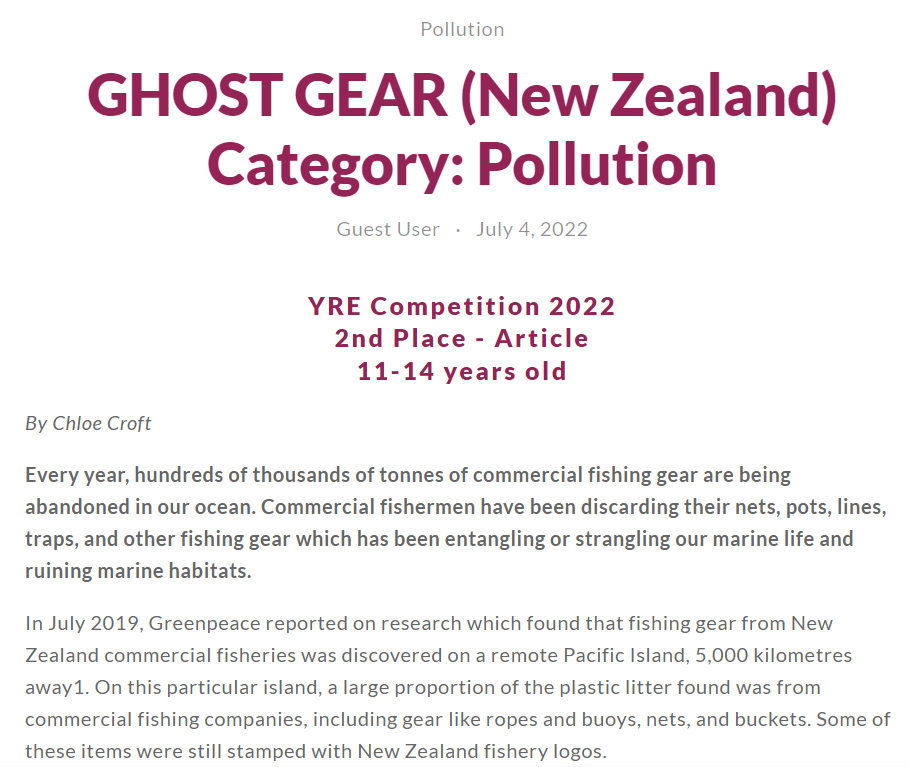 Pollution
GHOST GEAR (New Zealand)
Category: Pollution
Guest User · July 4, 2022
YRE Competition 2022
2nd Place - Article
11-14 years old
By Chloe Croft
Every year, hundreds of thousands of tonnes of commercial fishing gear are being
abandoned in our ocean. Commercial fishermen have been discarding their nets, pots, lines,
traps, and other fishing gear which has been entangling or strangling our marine life and
ruining marine habitats.
In July 2019, Greenpeace reported on research which found that fishing gear from New
Zealand commercial fisheries was discovered on a remote Pacific Island, 5,000 kilometres
away1. On this particular island, a large proportion of the plastic litter found was from
commercial fishing companies, including gear like ropes and buoys, nets, and buckets. Some of
these items were still stamped with New Zealand fishery logos.